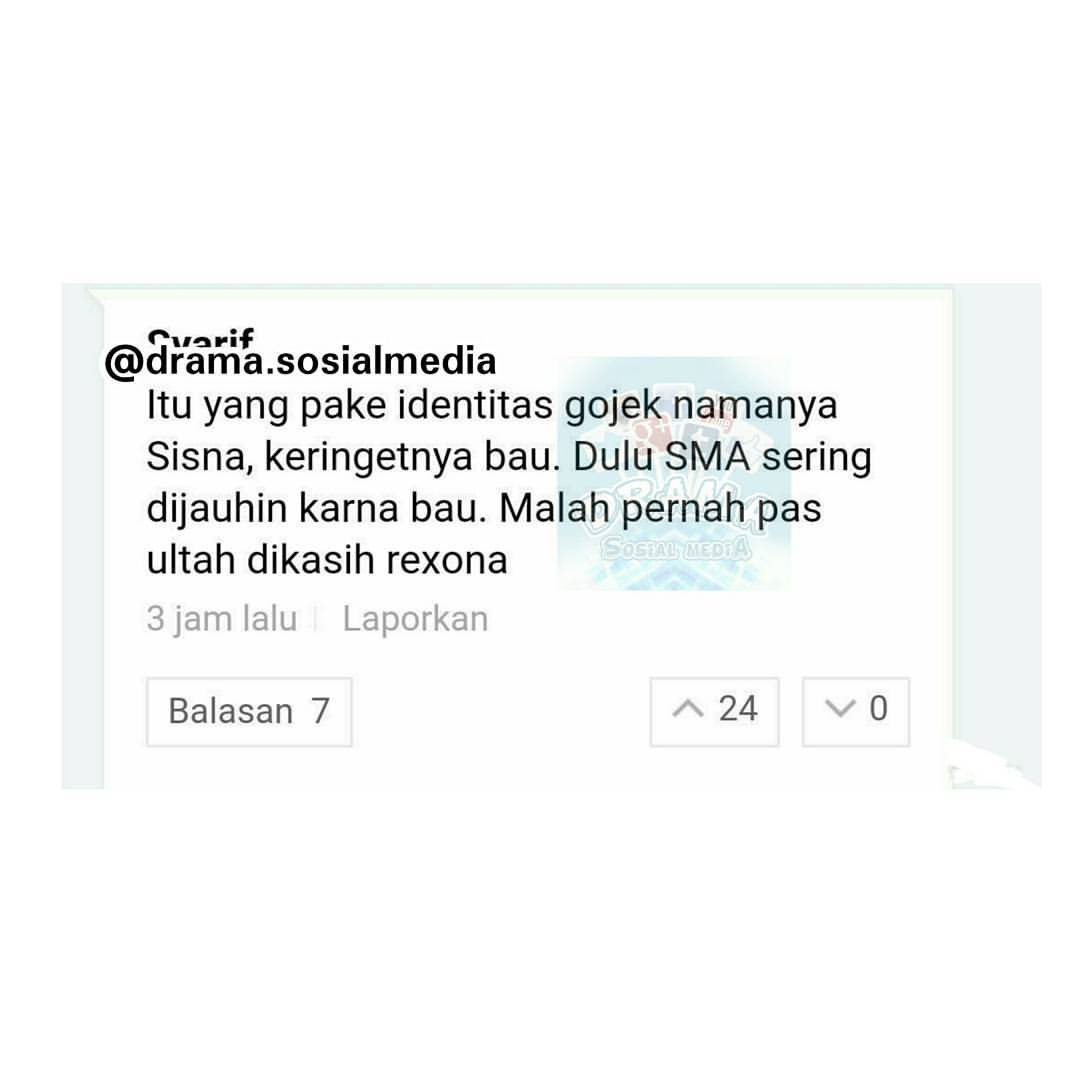 Syarif
@drama.sosialmedia
Itu yang pake identitas gojek namanya
Sisna, keringetnya bau. Dulu SMA sering
dijauhin karna bau. Malah pernah pas
ultah dikasih rexona
DRAMA
SOSIAL MEDIA
3 jam lalu | Laporkan
Balasan 7
24
0